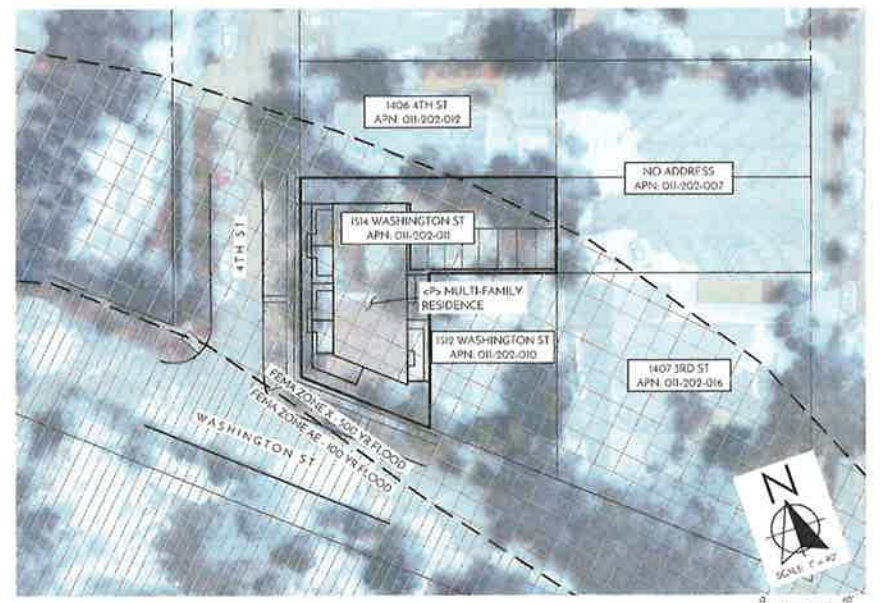 1406 4TH ST
APN: 011-202-012
NO ADDRESS
APN: 011-202-007
1514 WASHINGTON ST
APN: 011-202-011
4TH ST
<P> MULTI-FAMILY
RESIDENCE
1512 WASHINGTON ST
APN: 011-202-010
1407 3RD ST
APN: 011-202-016
FEMA ZONE X - 500 YR FLOOD
FEMA ZONE AE - 100 YR FLOOD
WASHINGTON ST
N
SCALE: 1" =